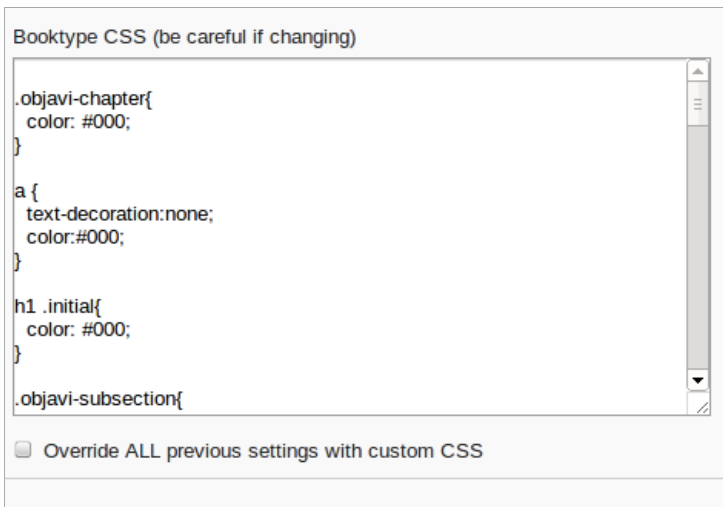 Booktype CSS (be careful if changing)
.objavi-chapter{
color: #000;
}
a {
text-decoration:none;
color:#000;
}
h1 .initial{
color: #000;
}
.objavi-subsection{
Override ALL previous settings with custom CSS